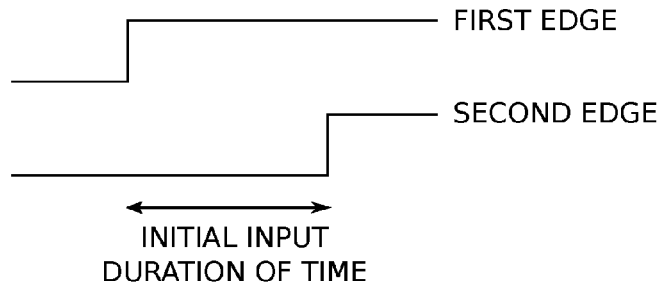 FIRST EDGE
SECOND EDGE
INITIAL INPUT
DURATION OF TIME